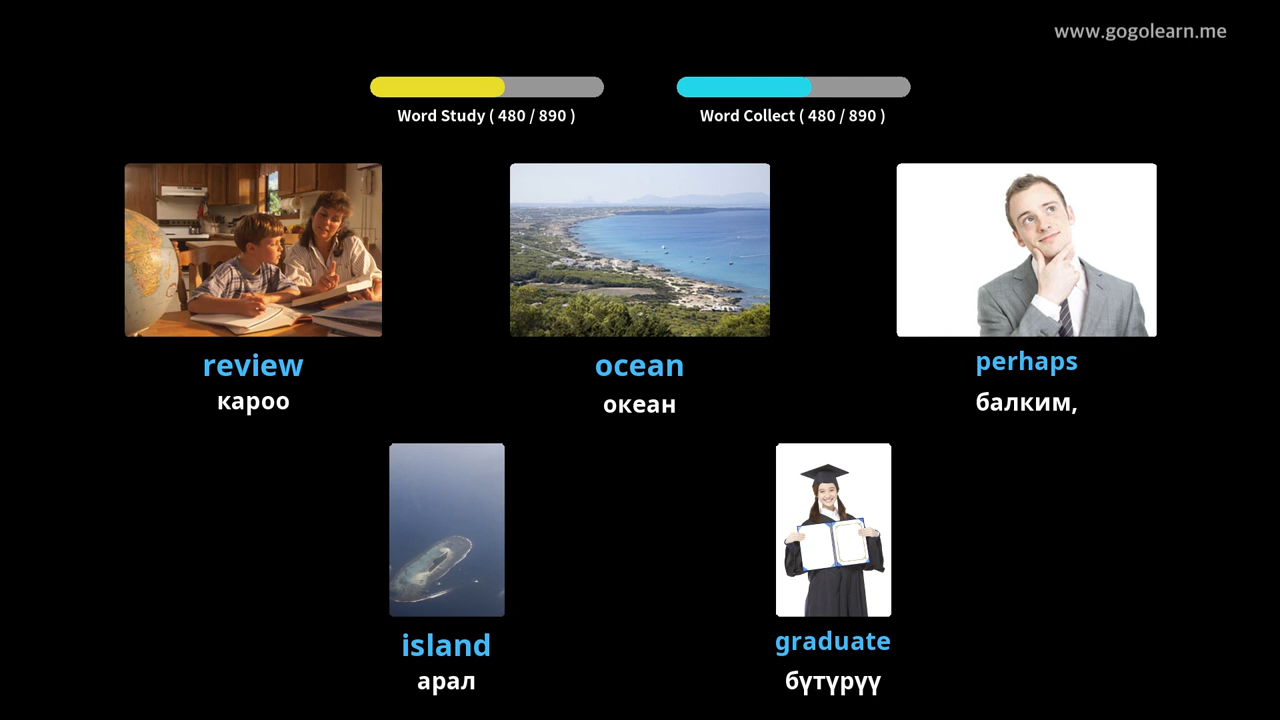 www.gogolearn.me
Word Study ( 480 / 890 )
Word Collect ( 480 / 890 )
review
кароо
ocean
океан
perhaps
балким,
island
арал
graduate
бүтүрүү